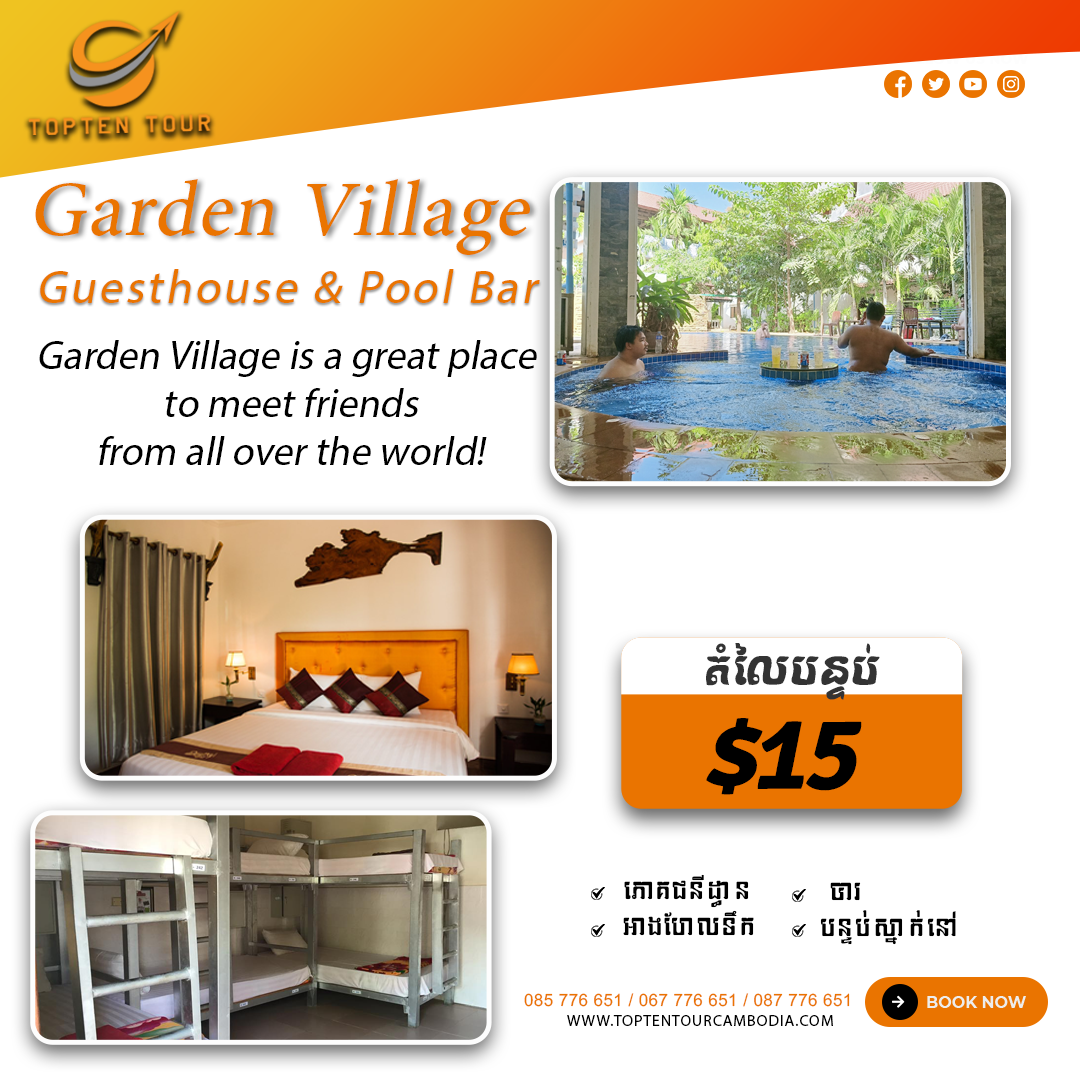 TOPTEN TOUR
Garden Village
Guesthouse & Pool Bar
Garden Village is a great place
to meet friends
from all over the world!
តំលៃបន្ទប់
$15
ភោគជនីដ្ឋាន
បារ
អាងហែលទឹក
បន្ទប់ស្នាក់នៅ
085 776 651 / 067 776 651 / 087 776 651
WWW.TOPTENTOURCAMBODIA.COM
BOOK NOW